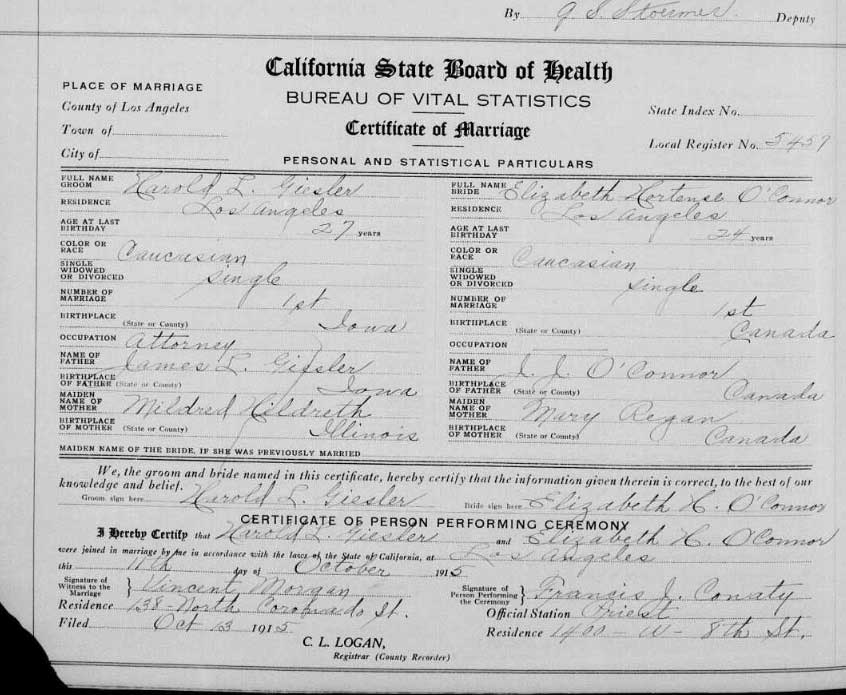 By G. S. Stoermer. Deputy
California State Board of Health
BUREAU OF VITAL STATISTICS
Certificate of Marriage
PERSONAL AND STATISTICAL PARTICULARS
PLACE OF MARRIAGE
County of Los Angeles
Town of
City of
State Index No.
Local Register No. 5459
FULL NAME GROOM Harold L. Giesler
RESIDENCE Los Angeles
AGE AT LAST BIRTHDAY 27 years
COLOR OR RACE Caucasian
SINGLE WIDOWED OR DIVORCED single
NUMBER OF MARRIAGE 1st
BIRTHPLACE (State or County) Iowa
OCCUPATION Attorney
NAME OF FATHER James L. Giesler
BIRTHPLACE OF FATHER (State or County) Iowa
MAIDEN NAME OF MOTHER Mildred Hildreth
BIRTHPLACE OF MOTHER (State or County) Illinois
FULL NAME BRIDE Elizabeth Hortense O'Connor
RESIDENCE Los Angeles
AGE AT LAST BIRTHDAY 24 years
COLOR OR RACE Caucasian
SINGLE WIDOWED OR DIVORCED single
NUMBER OF MARRIAGE 1st
BIRTHPLACE (State or County) Canada
OCCUPATION
NAME OF FATHER J. J. O'Connor
BIRTHPLACE OF FATHER (State or County) Canada
MAIDEN NAME OF MOTHER Mary Regan
BIRTHPLACE OF MOTHER (State or County) Canada
MAIDEN NAME OF THE BRIDE, IF SHE WAS PREVIOUSLY MARRIED
We, the groom and bride named in this certificate, hereby certify that the information given therein is correct, to the best of our
knowledge and belief.
Groom sign here Harold L. Giesler Bride sign here Elizabeth H. O'Connor
CERTIFICATE OF PERSON PERFORMING CEREMONY
I Hereby Certify that Harold L. Giesler and Elizabeth H. O'Connor
were joined in marriage by me in accordance with the laws of the State of California, at Los Angeles
this 11th day of October 1915
Signature of Witness to the Marriage } Vincent Morgan
Residence 138 North Coronado St.
Filed Oct 13 1915
Signature of Person Performing the Ceremony } Francis J. Conaty
Official Station Priest
Residence 1400 - W - 8th St.
C. L. LOGAN,
Registrar (County Recorder)